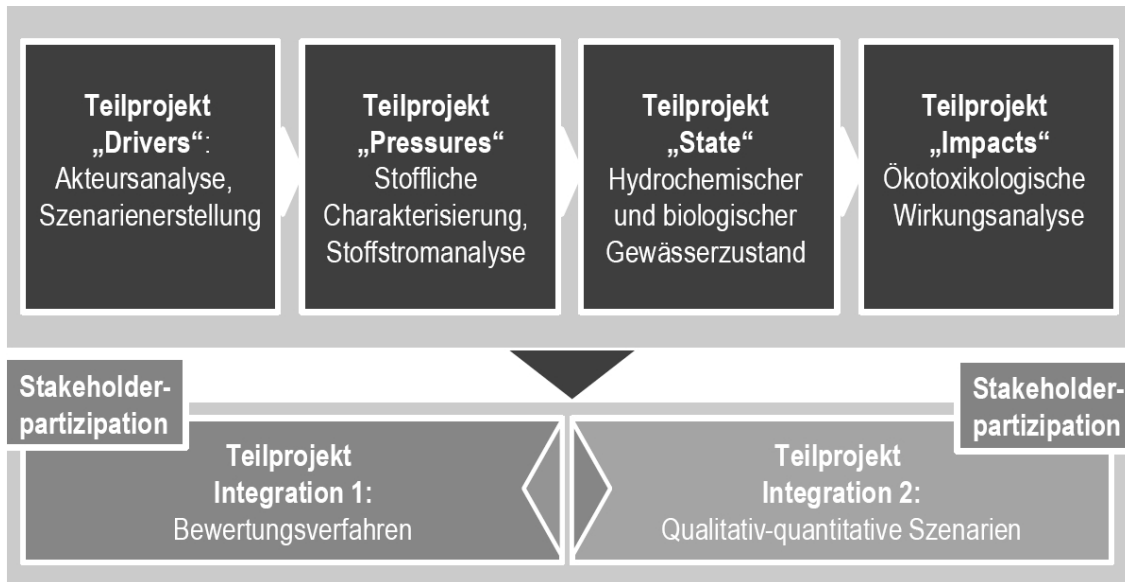 Teilprojekt
„Drivers“:
Akteursanalyse,
Szenarienerstellung
Teilprojekt
„Pressures“
Stoffliche
Charakterisierung,
Stoffstromanalyse
Teilprojekt
„State“
Hydrochemischer
und biologischer
Gewässerzustand
Teilprojekt
„Impacts“
Ökotoxikologische
Wirkungsanalyse
Stakeholder-
partizipation
Stakeholder-
partizipation
Teilprojekt
Integration 1:
Bewertungsverfahren
Teilprojekt
Integration 2:
Qualitativ-quantitative Szenarien